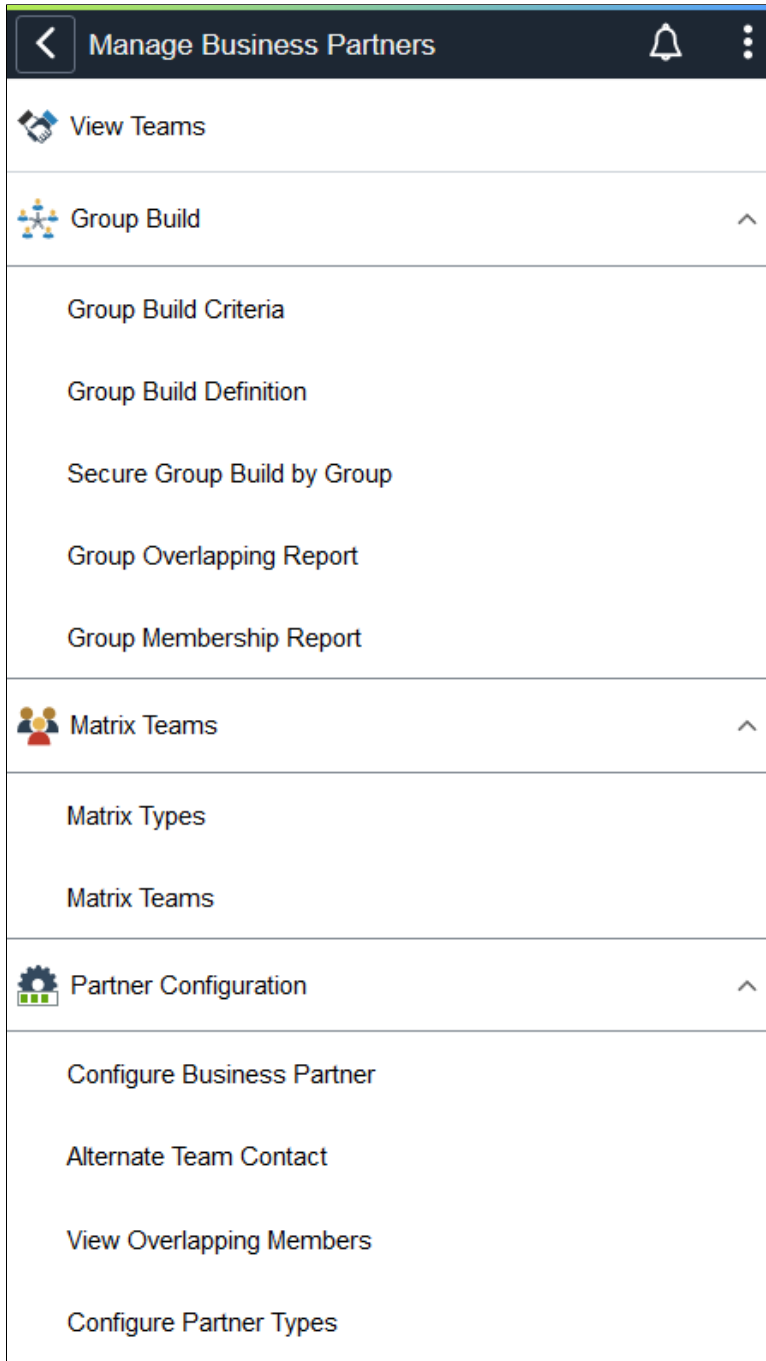 Manage Business Partners
View Teams
Group Build
Group Build Criteria
Group Build Definition
Secure Group Build by Group
Group Overlapping Report
Group Membership Report
Matrix Teams
Matrix Types
Matrix Teams
Partner Configuration
Configure Business Partner
Alternate Team Contact
View Overlapping Members
Configure Partner Types